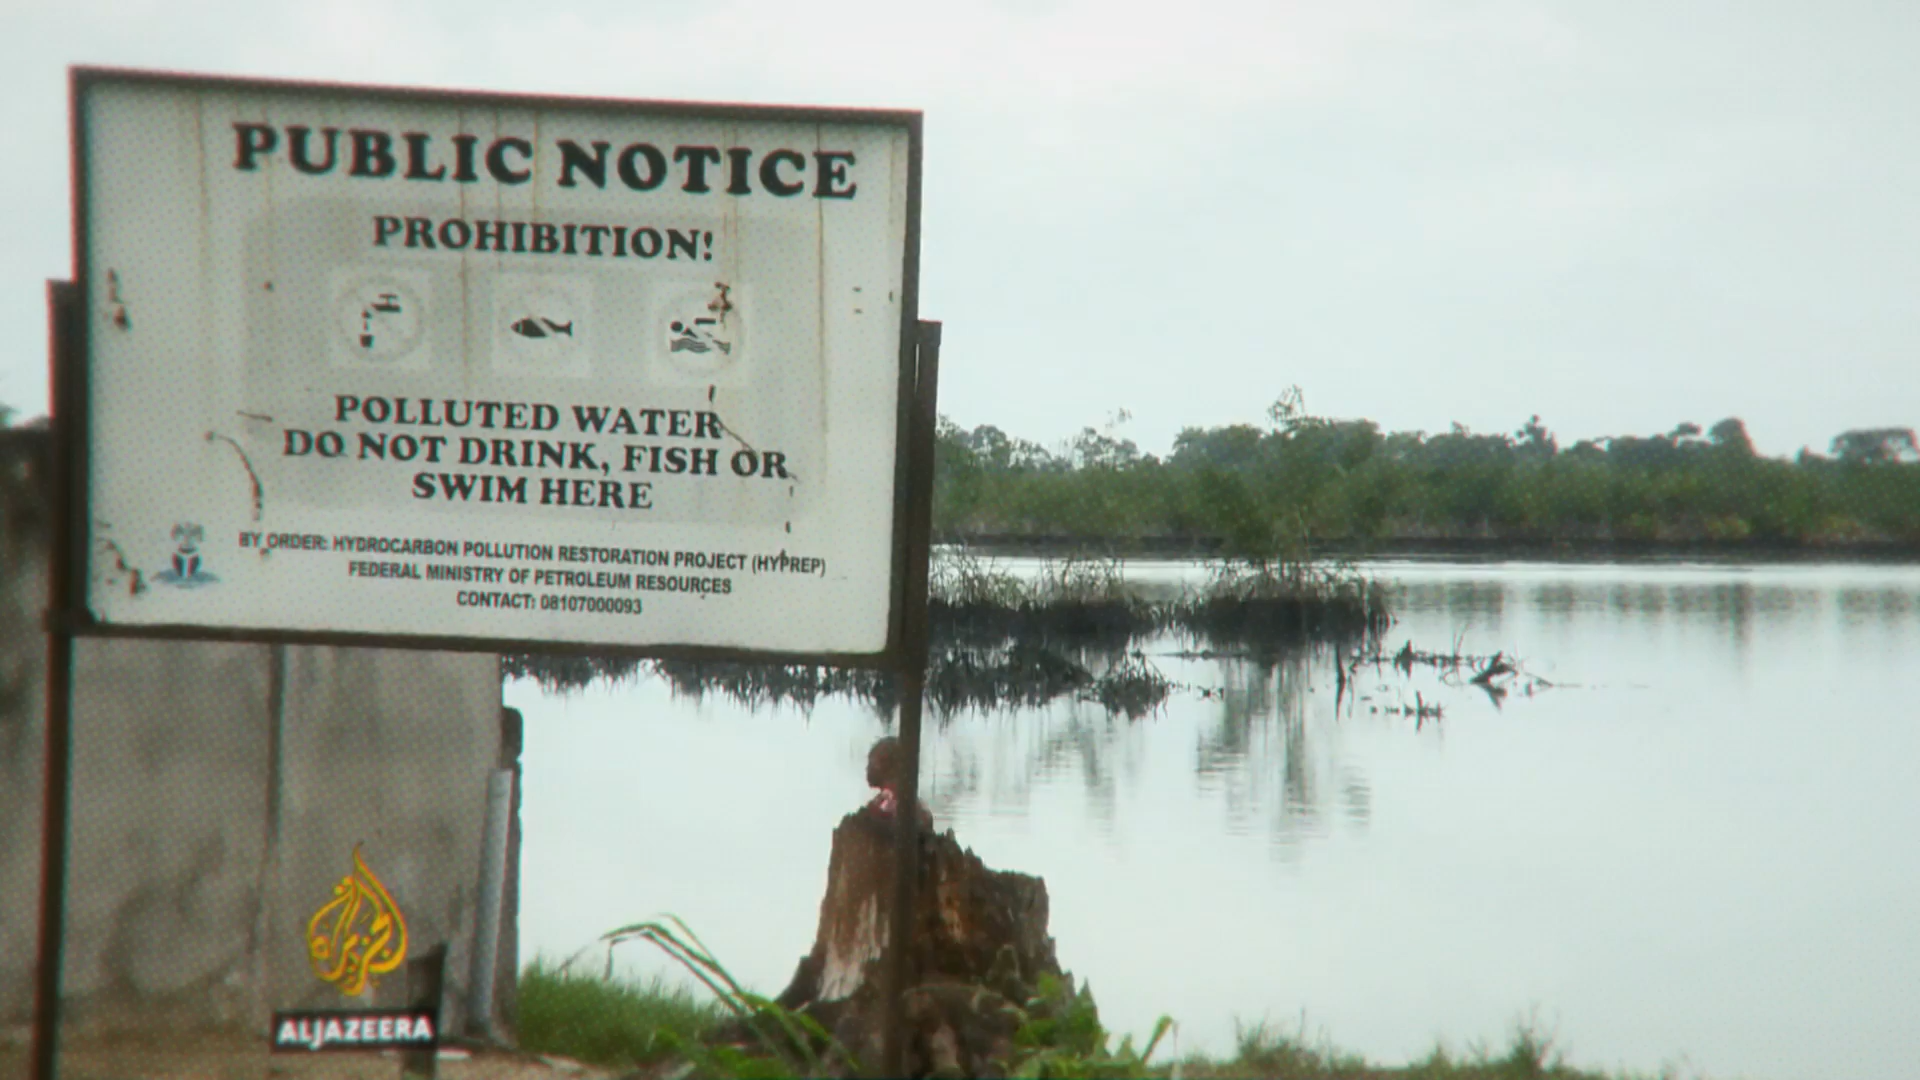 PUBLIC NOTICE
PROHIBITION!
POLLUTED WATER
DO NOT DRINK, FISH OR
SWIM HERE
BY ORDER: HYDROCARBON POLLUTION RESTORATION PROJECT (HYPREP)
FEDERAL MINISTRY OF PETROLEUM RESOURCES
CONTACT: 08107000093
الجزيرة
ALJAZEERA